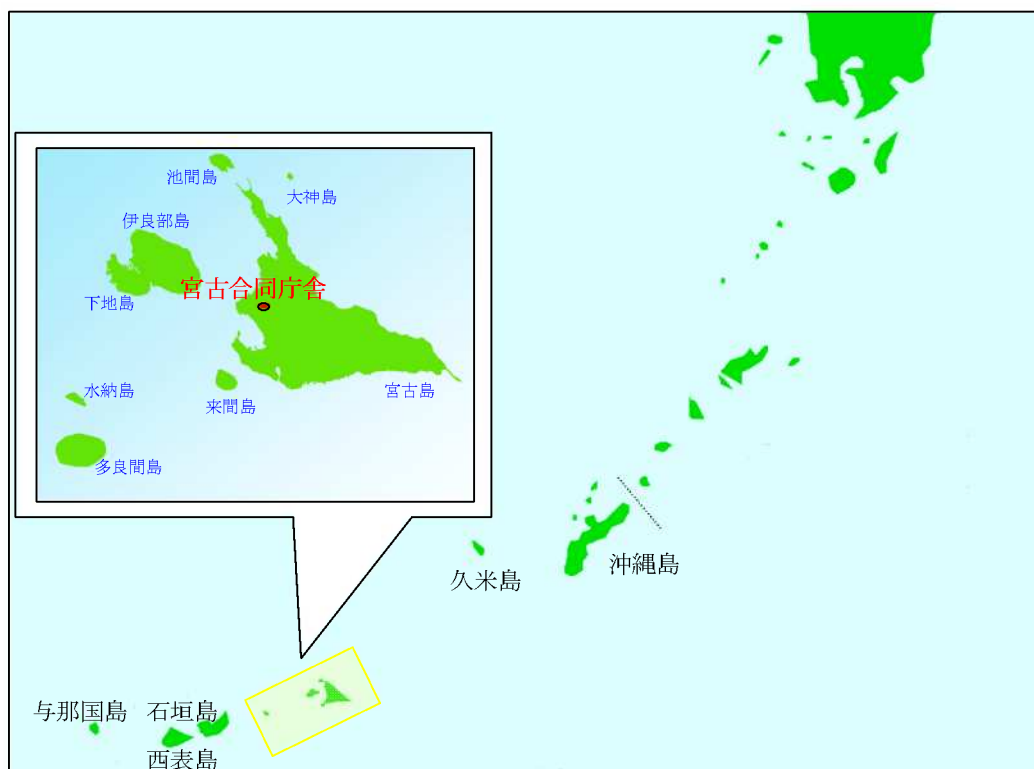 池間島
大神島
伊良部島
宮古合同庁舎
下地島
水納島
来間島
宮古島
多良間島
久米島
沖縄島
与那国島
石垣島
西表島